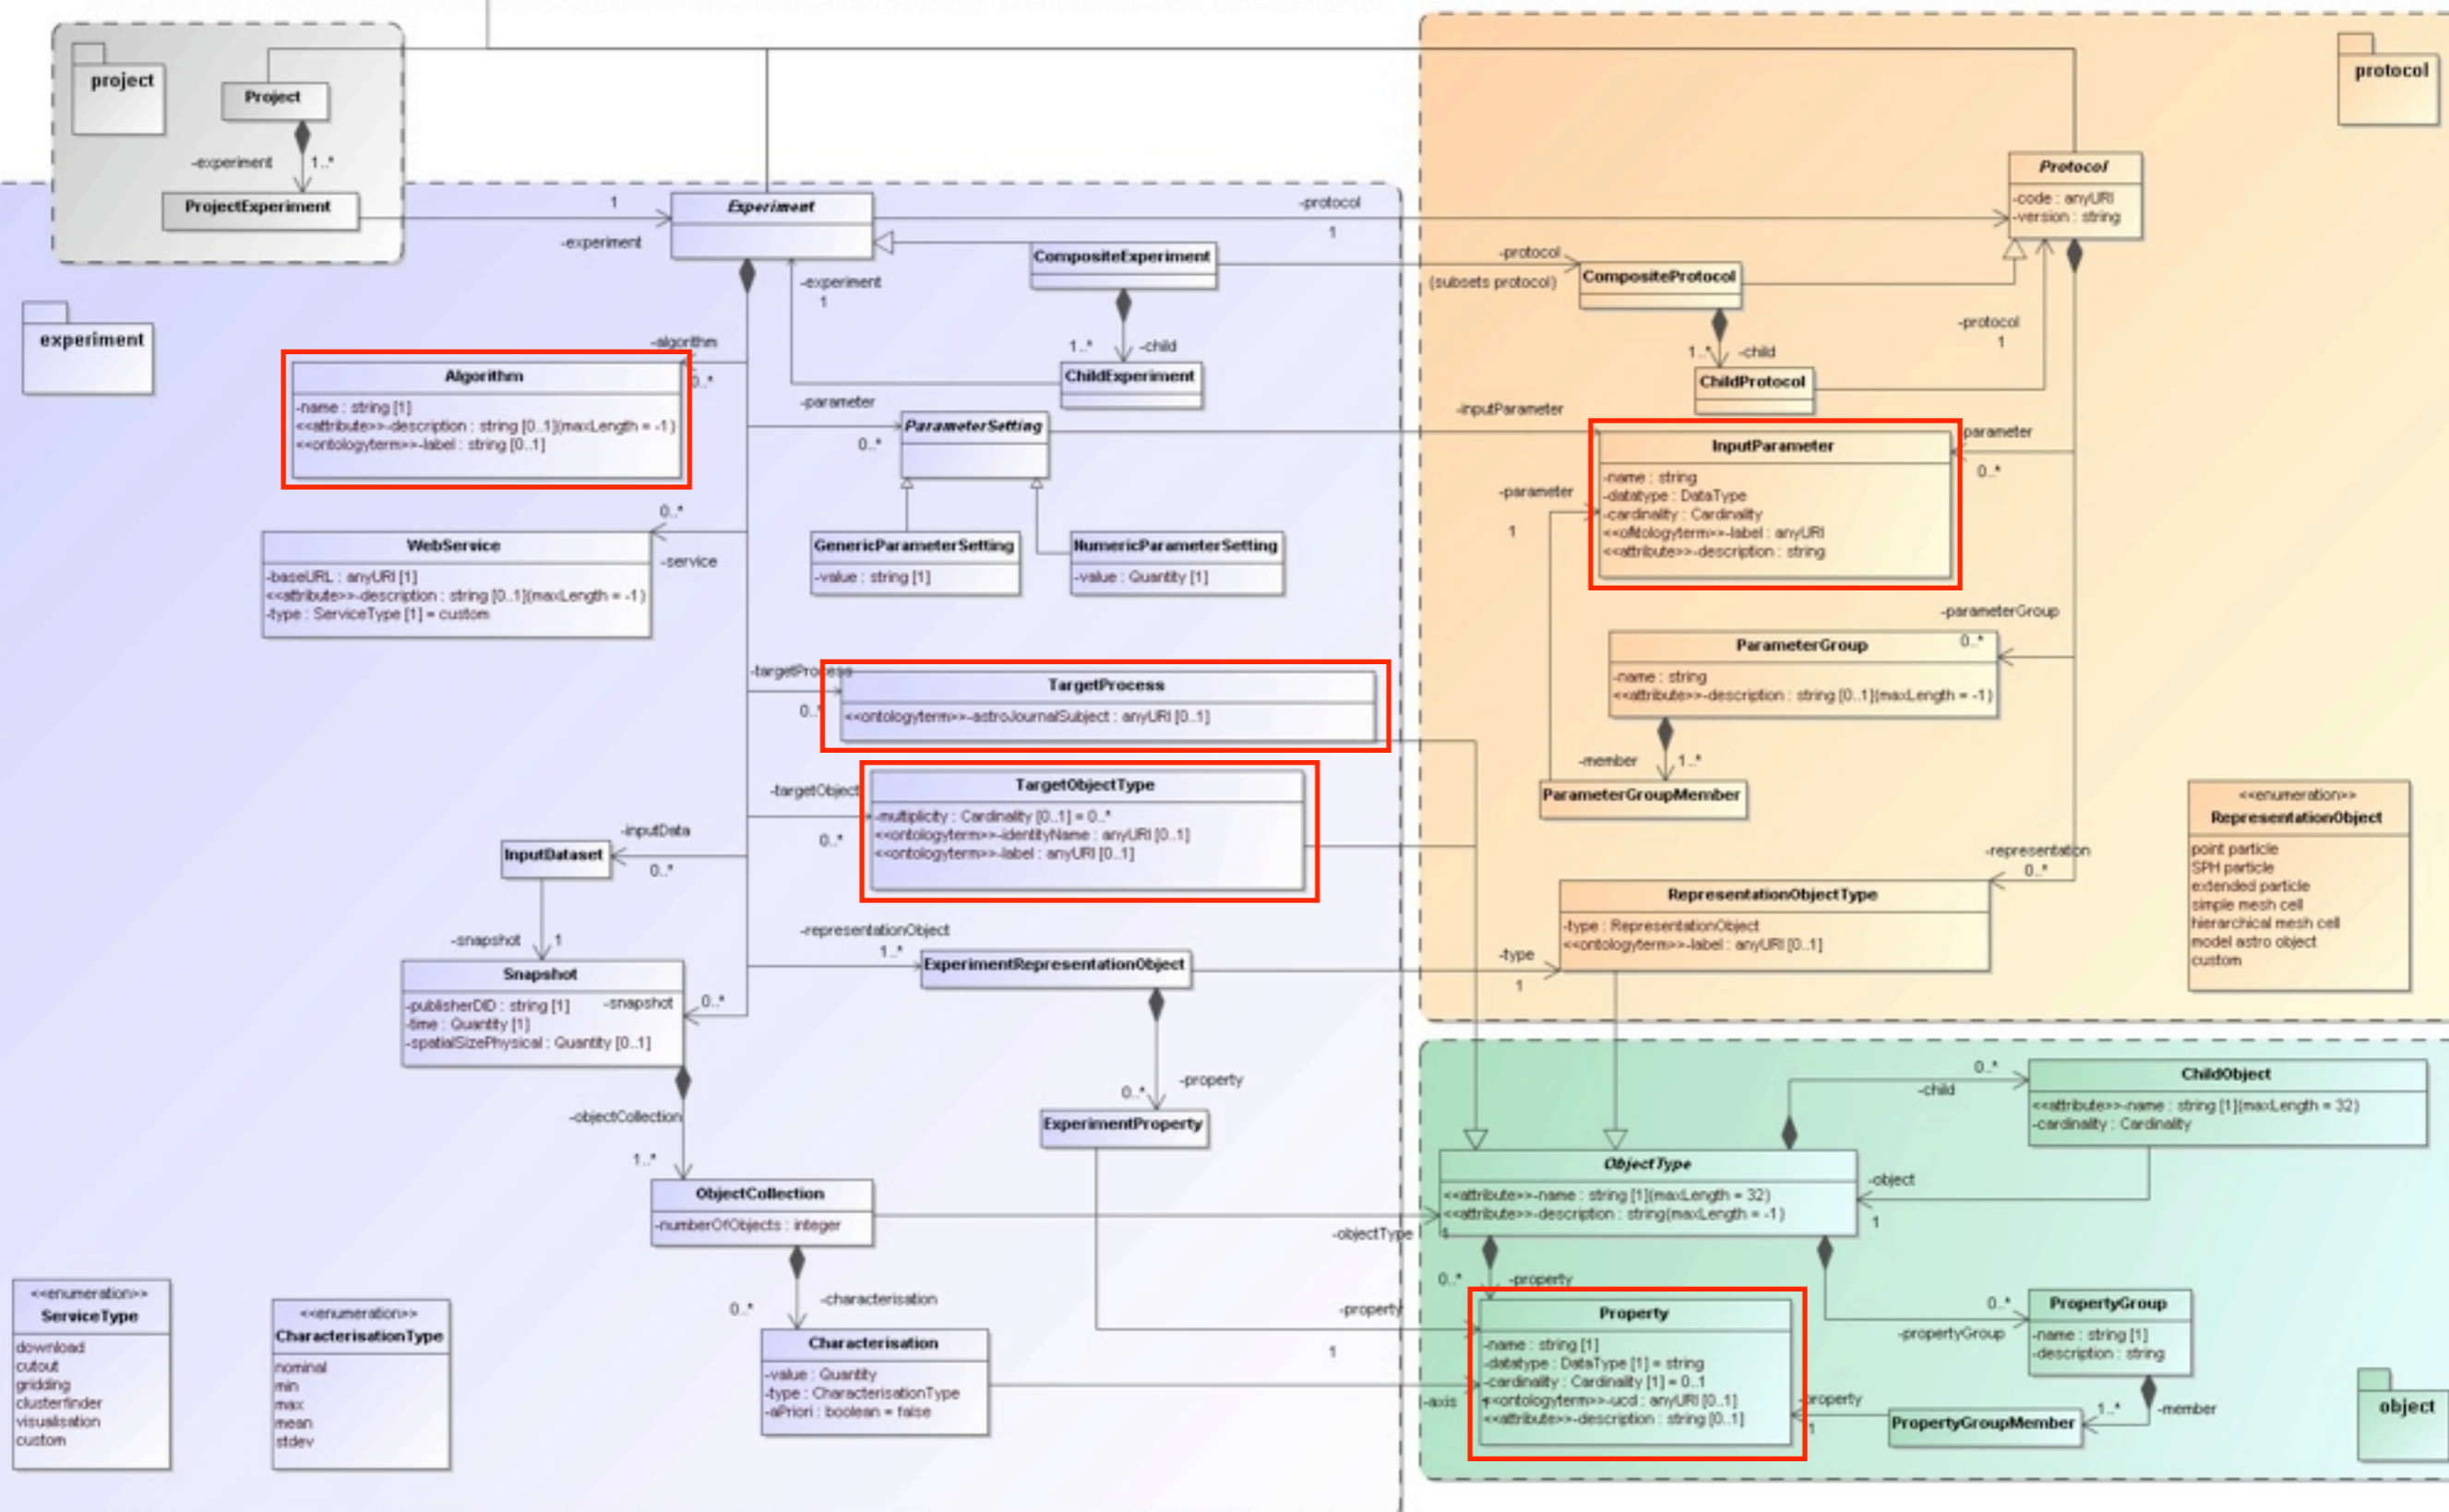 project
Project
-experiment
1..*
ProjectExperiment
1
-experiment
experiment
Experiment
-protocol
1
CompositeExperiment
-experiment
1
1..*
-child
ChildExperiment
-algorithm
0..*
Algorithm
-name : string [1]
<<attribute>>-description : string [0..1]{maxLength = -1}
<<ontologyterm>>-label : string [0..1]
-parameter
0..*
ParameterSetting
0..*
-service
WebService
-baseURL : anyURI [1]
<<attribute>>-description : string [0..1]{maxLength = -1}
-type : ServiceType [1] = custom
GenericParameterSetting
-value : string [1]
NumericParameterSetting
-value : Quantity [1]
-targetProcess
0..*
TargetProcess
<<ontologyterm>>-astroJournalSubject : anyURI [0..1]
-targetObject
0..*
TargetObjectType
-multiplicity : Cardinality [0..1] = 0..*
<<ontologyterm>>-identityName : anyURI [0..1]
<<ontologyterm>>-label : anyURI [0..1]
-inputData
0..*
InputDataset
-snapshot
1
-representationObject
1..*
ExperimentRepresentationObject
Snapshot
-publisherDID : string [1]
-time : Quantity [1]
-spatialSizePhysical : Quantity [0..1]
-snapshot
0..*
-property
0..*
ExperimentProperty
-objectCollection
1..*
ObjectCollection
-numberOfObjects : integer
-objectType
1
0..*
-characterisation
Characterisation
-value : Quantity
-type : CharacterisationType
-aPriori : boolean = false
-property
1
-axis
<<enumeration>>
ServiceType
download
cutout
gridding
clusterfinder
visualisation
custom
<<enumeration>>
CharacterisationType
nominal
min
max
mean
stdev
protocol
Protocol
-code : anyURI
-version : string
-protocol
(subsets protocol)
CompositeProtocol
1..*
-child
ChildProtocol
-protocol
1
-inputParameter
InputParameter
-name : string
-datatype : DataType
-cardinality : Cardinality
<<ontologyterm>>-label : anyURI
<<attribute>>-description : string
-parameter
0..*
-parameter
1
-parameterGroup
0..*
ParameterGroup
-name : string
<<attribute>>-description : string [0..1]{maxLength = -1}
-member
1..*
ParameterGroupMember
-representation
0..*
RepresentationObjectType
-type : RepresentationObject
<<ontologyterm>>-label : anyURI [0..1]
-type
1
<<enumeration>>
RepresentationObject
point particle
SPH particle
extended particle
simple mesh cell
hierarchical mesh cell
model astro object
custom
0..*
-child
ChildObject
<<attribute>>-name : string [1]{maxLength = 32}
-cardinality : Cardinality
ObjectType
<<attribute>>-name : string [1]{maxLength = 32}
<<attribute>>-description : string{maxLength = -1}
-object
1
0..*
-property
Property
-name : string [1]
-datatype : DataType [1] = string
-cardinality : Cardinality [1] = 0..1
<<ontologyterm>>-ucd : anyURI [0..1]
<<attribute>>-description : string [0..1]
0..*
-propertyGroup
PropertyGroup
-name : string [1]
-description : string
-property
1
1..*
-member
PropertyGroupMember
object